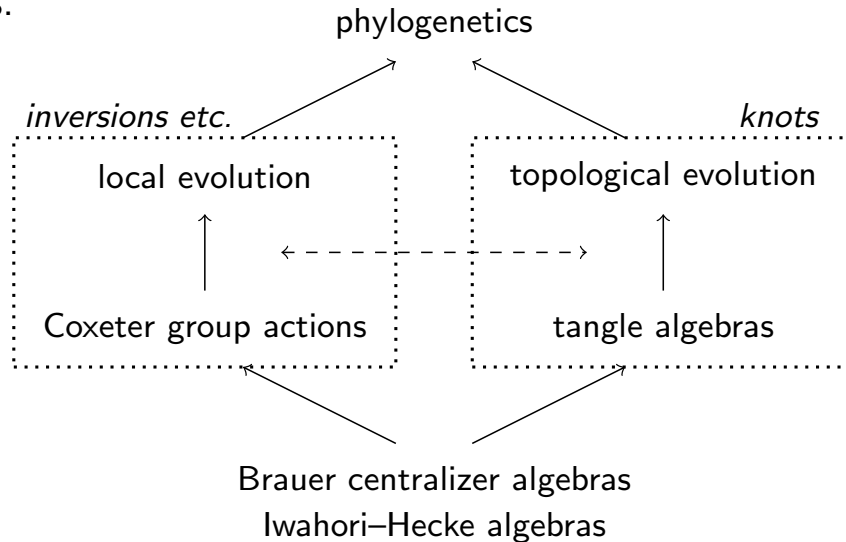 s.
phylogenetics
inversions etc.
knots
local evolution
topological evolution
Coxeter group actions
tangle algebras
Brauer centralizer algebras
Iwahori–Hecke algebras